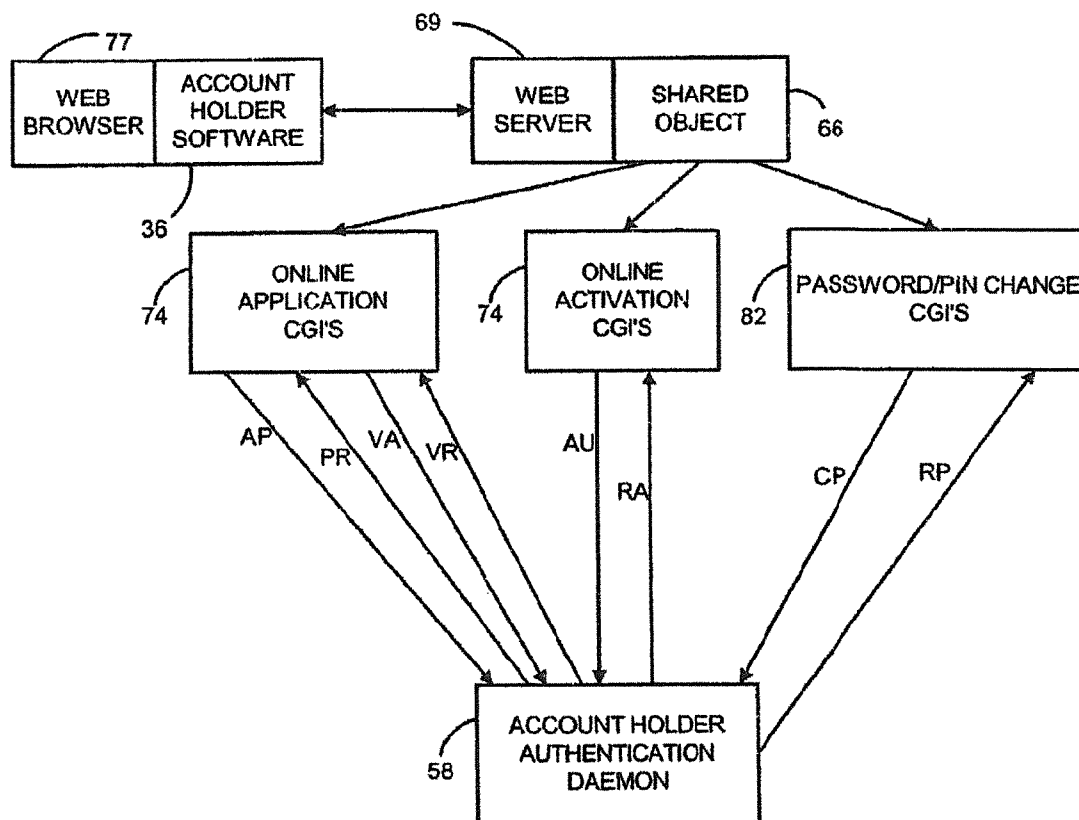 77
69
WEB
BROWSER
ACCOUNT
HOLDER
SOFTWARE
WEB
SERVER
SHARED
OBJECT
66
36
74
ONLINE
APPLICATION
CGI'S
74
ONLINE
ACTIVATION
CGI'S
82
PASSWORD/PIN CHANGE
CGI'S
AP
PR
VA
VR
AU
RA
CP
RP
58
ACCOUNT HOLDER
AUTHENTICATION
DAEMON